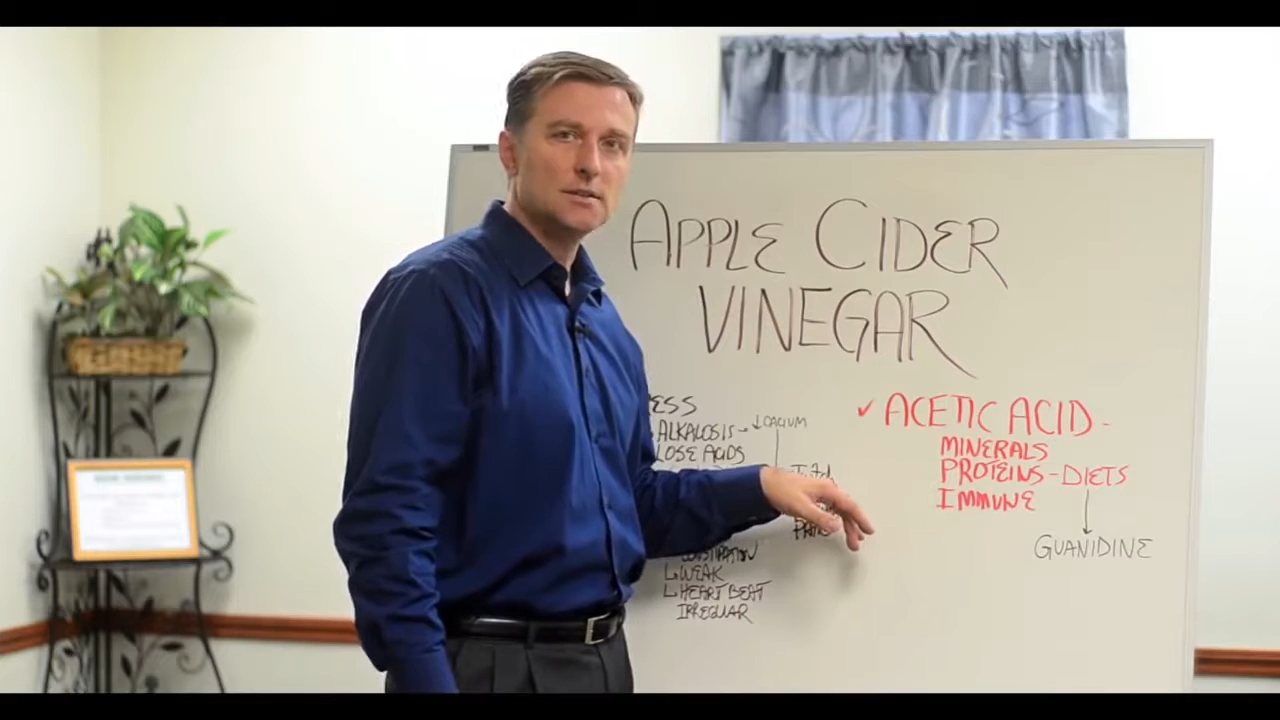 APPLE CIDER
VINEGAR
ESS
ALKALOSIS → ↓CALCIUM
LOSE ACIDS
CONSTIPATION
WEAK
HEART BEAT
IRREGULAR
✓ ACETIC ACID -
MINERALS
PROTEINS - DIETS
IMMUNE
GUANIDINE